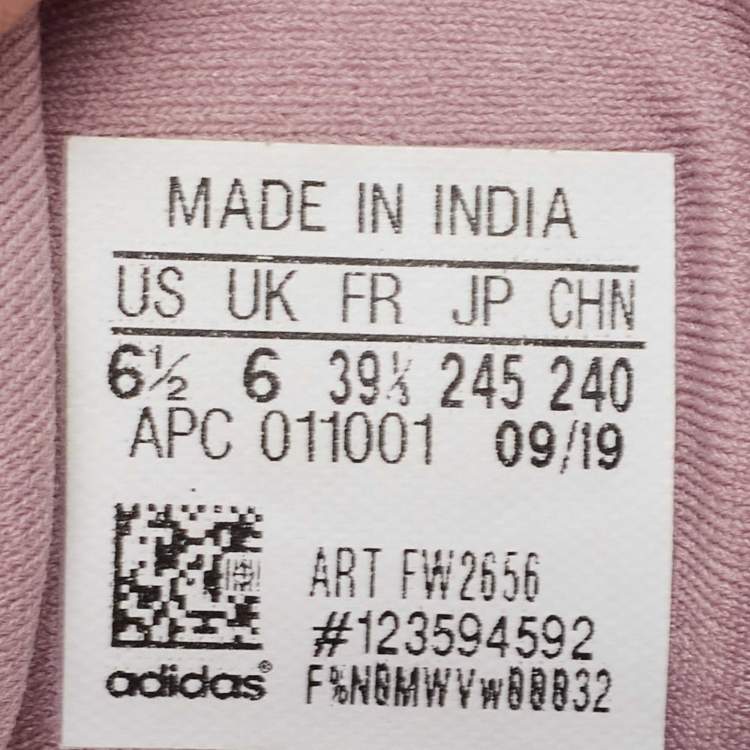 MADE IN INDIA
US UK FR JP CHN
6½ 6 39⅓ 245 240
APC 011001 09/19
ART FW2656
#123594592
adidas®